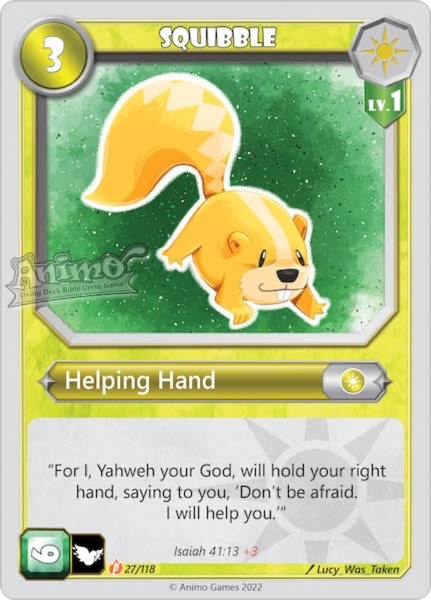 3
SQUIBBLE
LV.1
Animo
Living Deck Bible Verse Game
Helping Hand
“For I, Yahweh your God, will hold your right
hand, saying to you, ‘Don’t be afraid.
I will help you.’”
Isaiah 41:13 +3
6
27/118
Lucy_Was_Taken
© Animo Games 2022